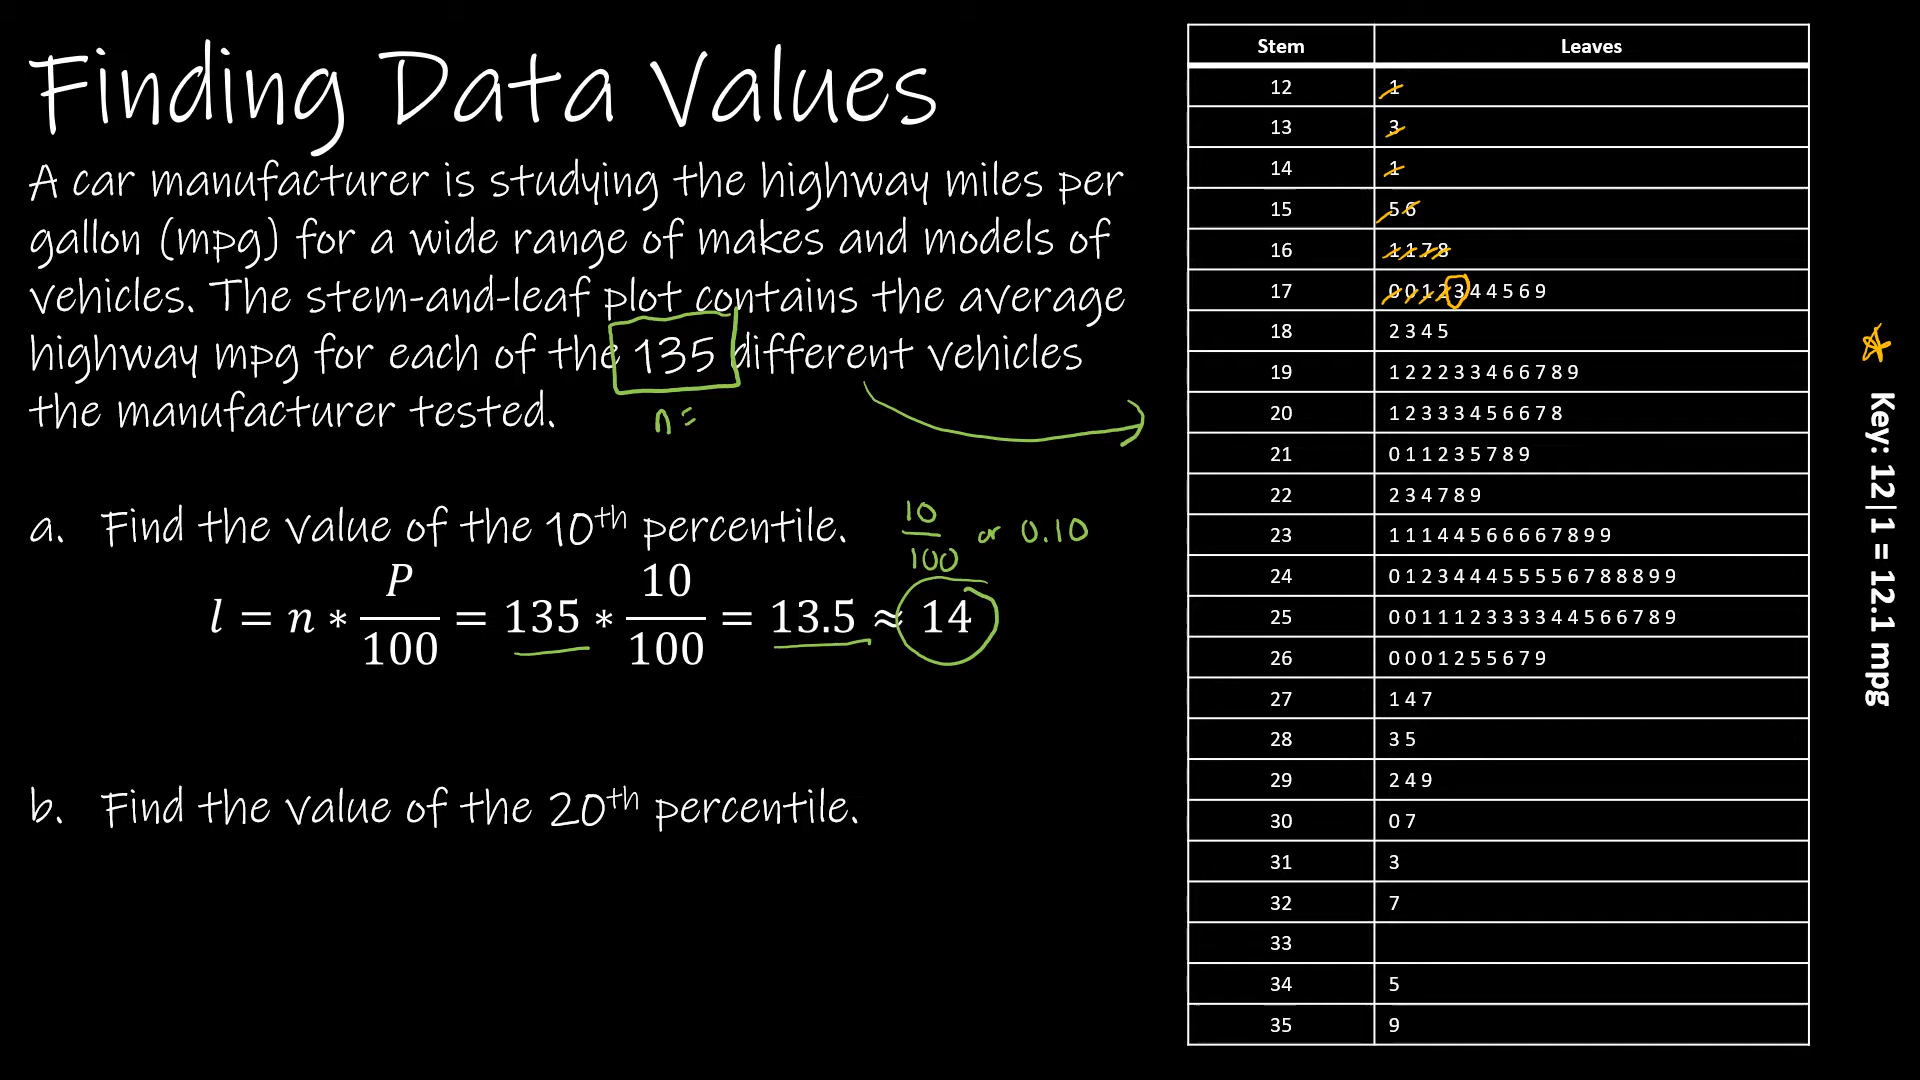 Finding Data Values
A car manufacturer is studying the highway miles per
gallon (mpg) for a wide range of makes and models of
vehicles. The stem-and-leaf plot contains the average
highway mpg for each of the 135 different vehicles
the manufacturer tested.
n =
a. Find the value of the 10th percentile. 10/100 or 0.10
l = n * P/100 = 135 * 10/100 = 13.5 ≈ 14
b. Find the value of the 20th percentile.
Stem Leaves
12 1
13 3
14 1
15 5 6
16 1 1 7 8
17 0 0 1 2 3 4 4 5 6 9
18 2 3 4 5
19 1 2 2 2 3 3 4 6 6 7 8 9
20 1 2 3 3 3 4 5 6 6 7 8
21 0 1 1 2 3 5 7 8 9
22 2 3 4 7 8 9
23 1 1 1 4 4 5 6 6 6 6 7 8 9 9
24 0 1 2 3 4 4 4 5 5 5 5 6 7 8 8 8 9 9
25 0 0 1 1 1 2 3 3 3 3 4 4 5 6 6 7 8 9
26 0 0 0 1 2 5 5 6 7 9
27 1 4 7
28 3 5
29 2 4 9
30 0 7
31 3
32 7
33
34 5
35 9
Key: 12|1 = 12.1 mpg